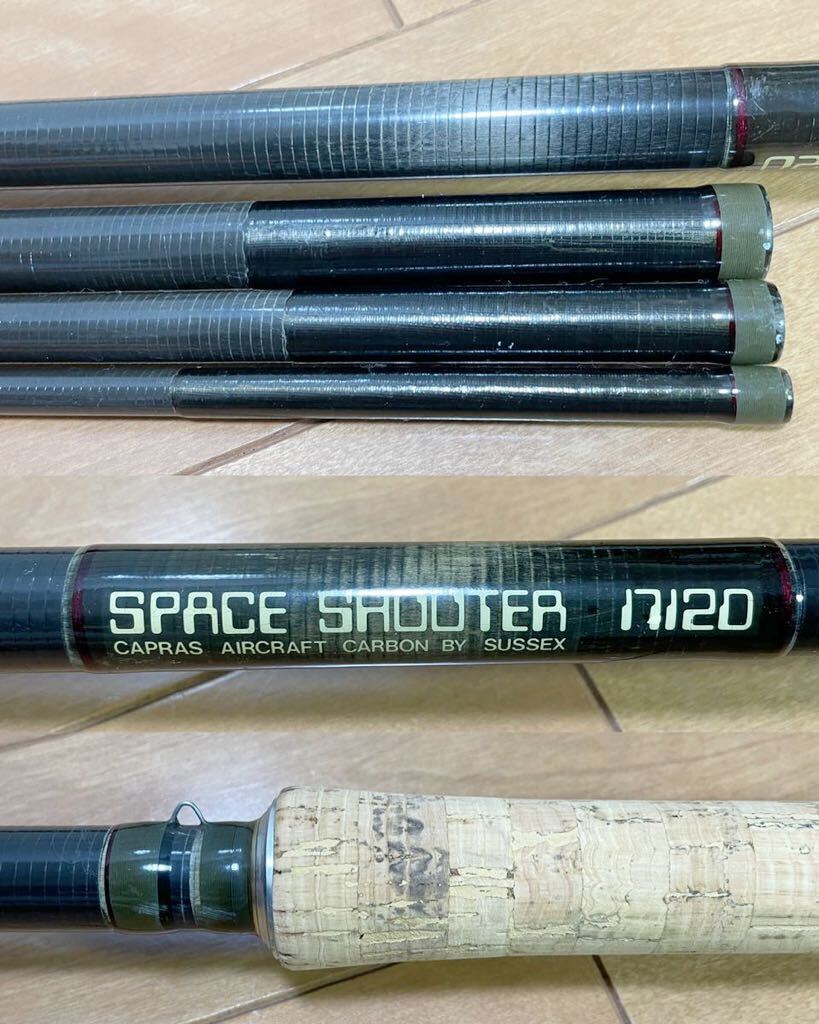 SPACE SHOOTER 17120
CAPRAS AIRCRAFT CARBON BY SUSSEX